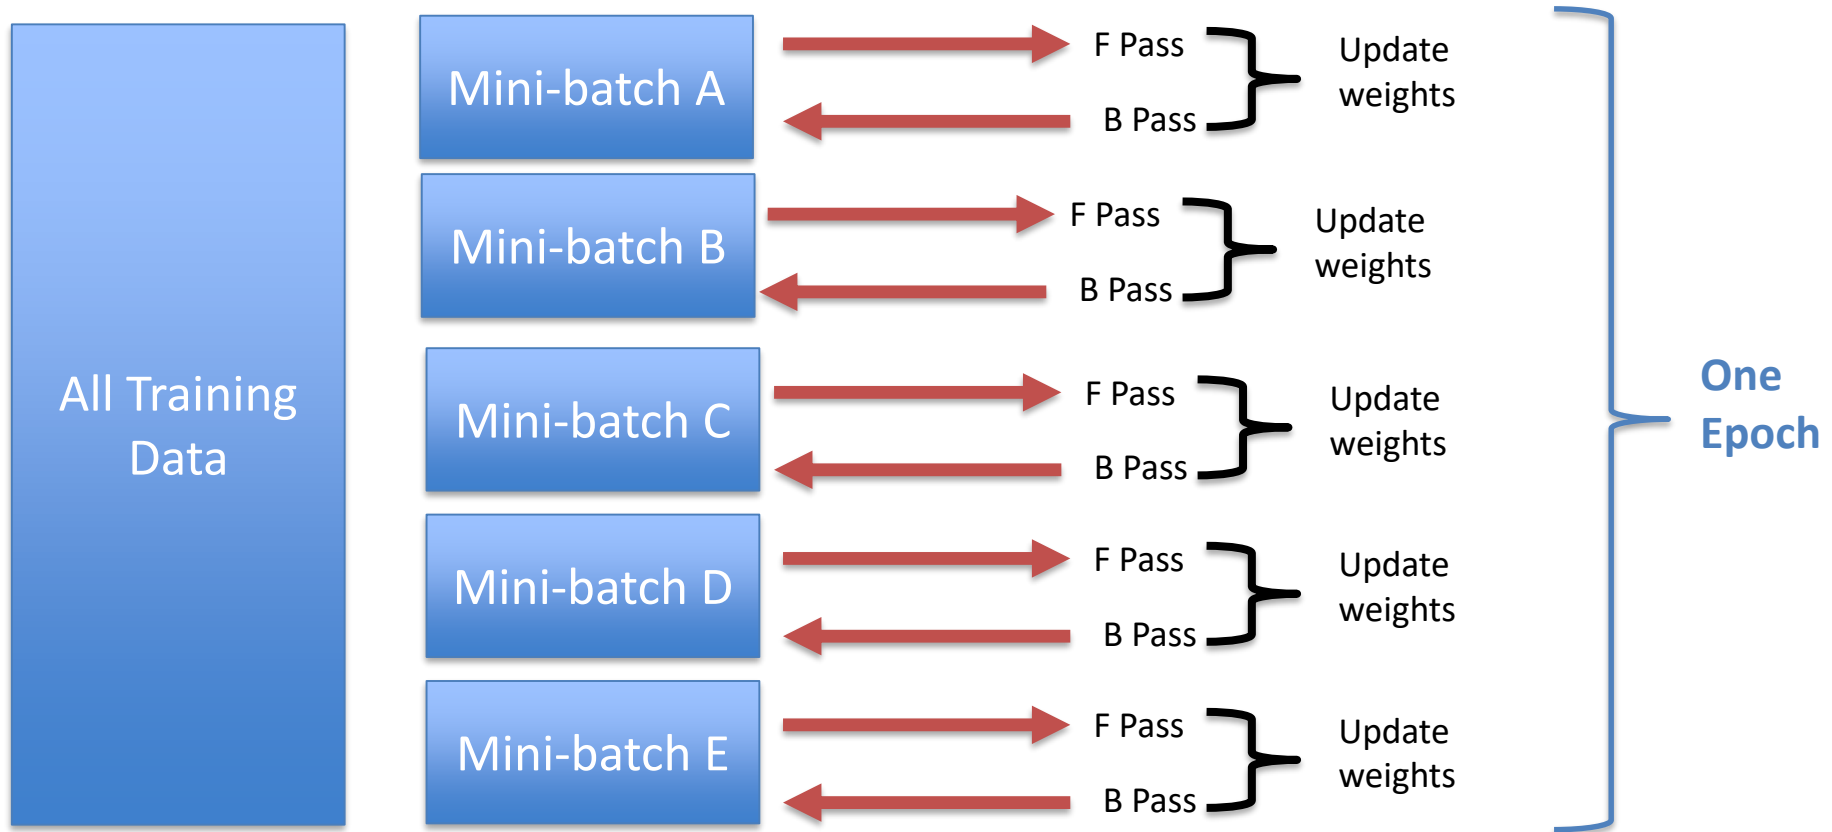 All Training
Data
Mini-batch A
F Pass
B Pass
Update
weights
Mini-batch B
F Pass
B Pass
Update
weights
Mini-batch C
F Pass
B Pass
Update
weights
Mini-batch D
F Pass
B Pass
Update
weights
Mini-batch E
F Pass
B Pass
Update
weights
One
Epoch